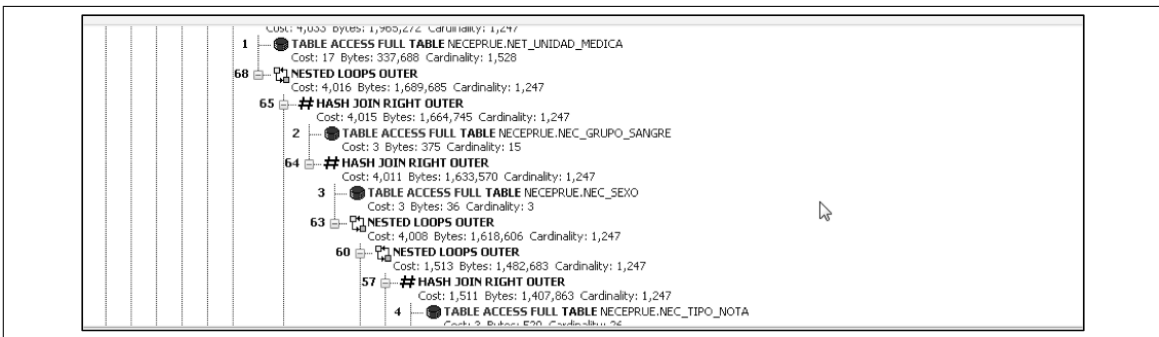 Cost: 4,033 Bytes: 1,965,272 Cardinality: 1,247
1 TABLE ACCESS FULL TABLE NECEPRUE.NET_UNIDAD_MEDICA
Cost: 17 Bytes: 337,688 Cardinality: 1,528
68 NESTED LOOPS OUTER
Cost: 4,016 Bytes: 1,689,685 Cardinality: 1,247
65 HASH JOIN RIGHT OUTER
Cost: 4,015 Bytes: 1,664,745 Cardinality: 1,247
2 TABLE ACCESS FULL TABLE NECEPRUE.NEC_GRUPO_SANGRE
Cost: 3 Bytes: 375 Cardinality: 15
64 HASH JOIN RIGHT OUTER
Cost: 4,011 Bytes: 1,633,570 Cardinality: 1,247
3 TABLE ACCESS FULL TABLE NECEPRUE.NEC_SEXO
Cost: 3 Bytes: 36 Cardinality: 3
63 NESTED LOOPS OUTER
Cost: 4,008 Bytes: 1,618,606 Cardinality: 1,247
60 NESTED LOOPS OUTER
Cost: 1,513 Bytes: 1,482,683 Cardinality: 1,247
57 HASH JOIN RIGHT OUTER
Cost: 1,511 Bytes: 1,407,863 Cardinality: 1,247
4 TABLE ACCESS FULL TABLE NECEPRUE.NEC_TIPO_NOTA
Cost: 3 Bytes: 520 Cardinality: 26